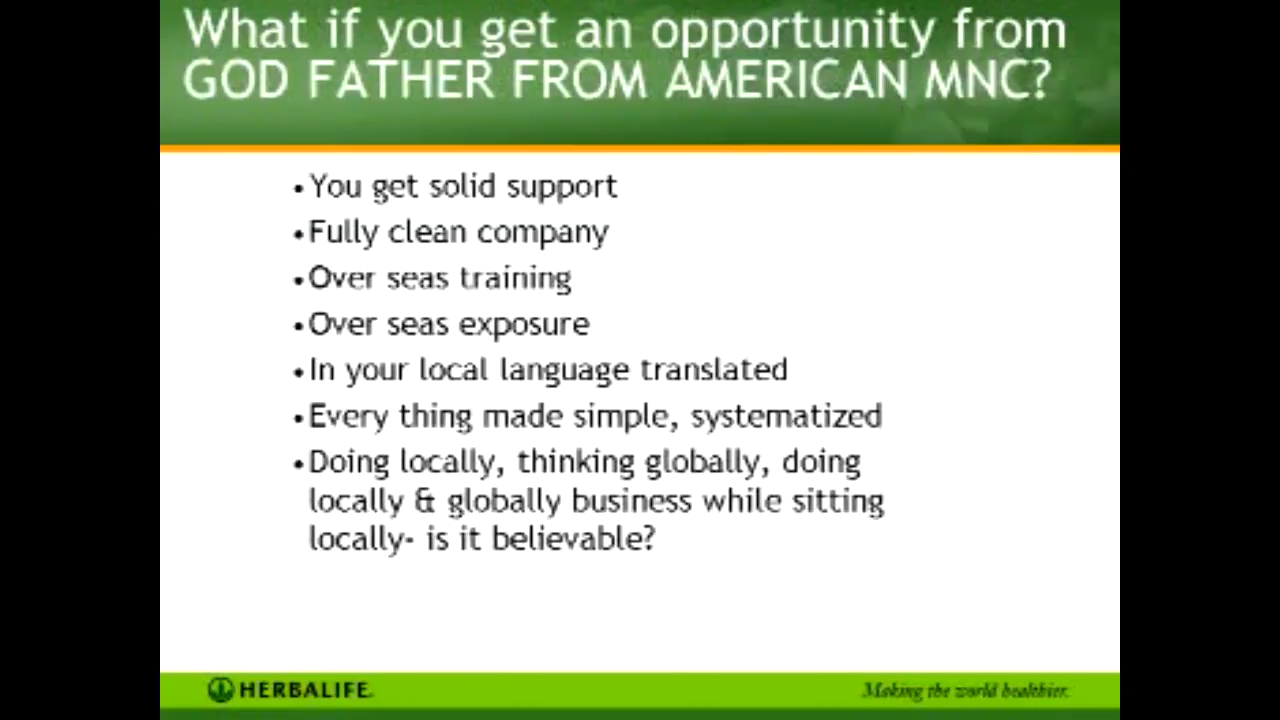 What if you get an opportunity from
GOD FATHER FROM AMERICAN MNC?
•You get solid support
•Fully clean company
•Over seas training
•Over seas exposure
•In your local language translated
•Every thing made simple, systematized
•Doing locally, thinking globally, doing
locally & globally business while sitting
locally- is it believable?
HERBALIFE.
Making the world healthier.